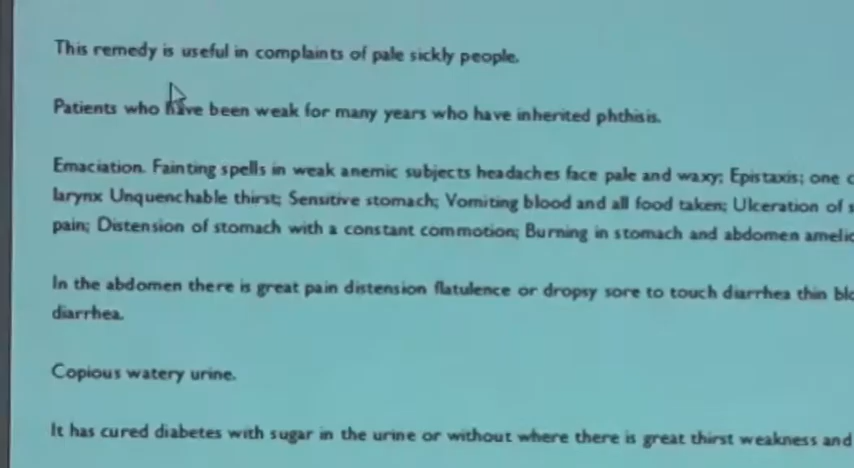 This remedy is useful in complaints of pale sickly people.
Patients who have been weak for many years who have inherited phthisis.
Emaciation. Fainting spells in weak anemic subjects headaches face pale and waxy; Epistaxis; one
larynx Unquenchable thirst; Sensitive stomach; Vomiting blood and all food taken; Ulceration of
pain; Distension of stomach with a constant commotion; Burning in stomach and abdomen
In the abdomen there is great pain distension flatulence or dropsy sore to touch diarrhea thin
diarrhea.
Copious watery urine.
It has cured diabetes with sugar in the urine or without where there is great thirst weakness and